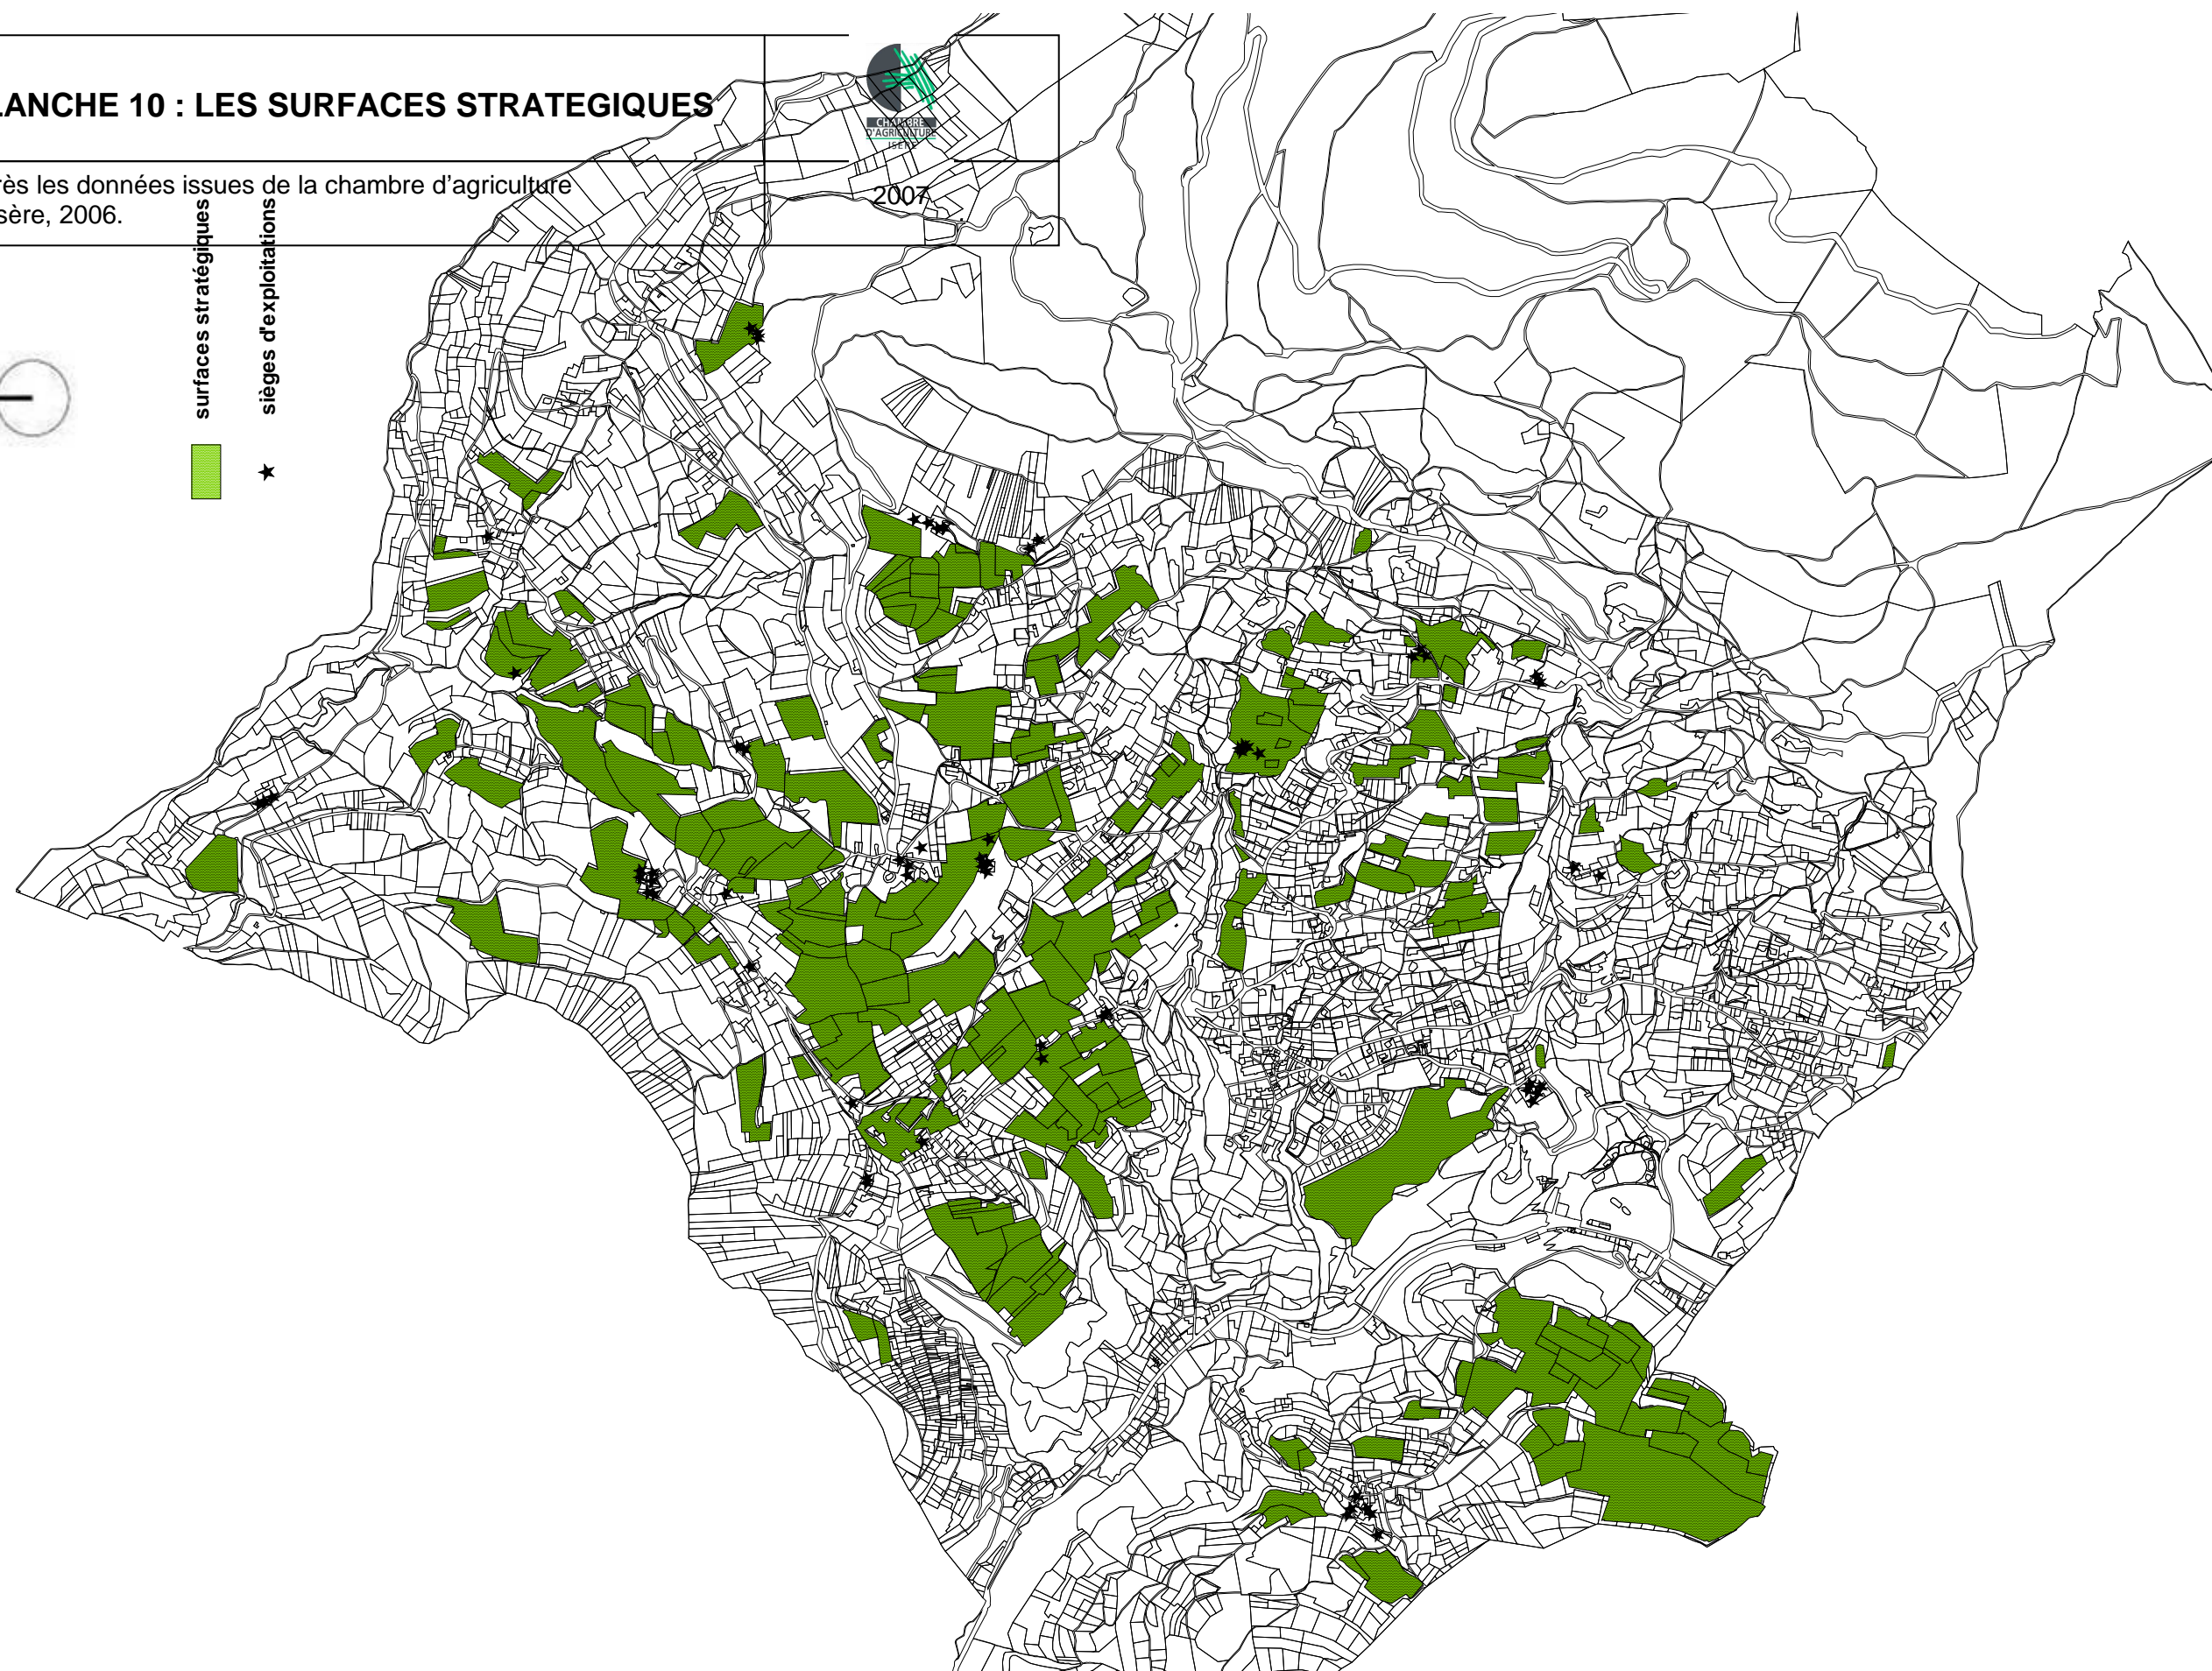 LANCHE 10 : LES SURFACES STRATEGIQUES
CHAMBRE
D'AGRICULTURE
ISÈRE
rès les données issues de la chambre d'agriculture
sère, 2006.
2007
surfaces stratégiques
sièges d'exploitations